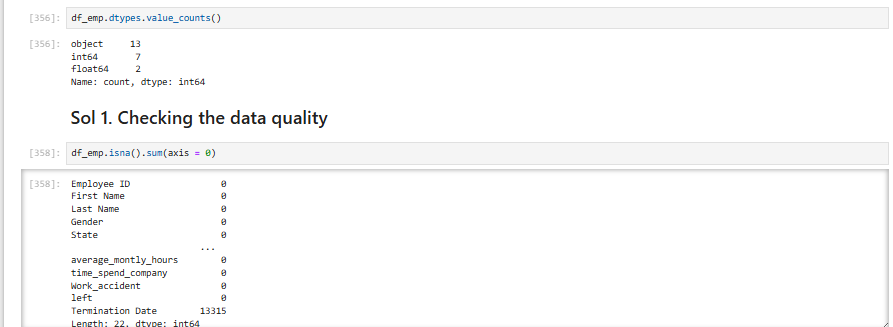 [356]: df_emp.dtypes.value_counts()
[356]: object 13
int64 7
float64 2
Name: count, dtype: int64
Sol 1. Checking the data quality
[358]: df_emp.isna().sum(axis = 0)
[358]: Employee ID 0
First Name 0
Last Name 0
Gender 0
State 0
...
average_montly_hours 0
time_spend_company 0
Work_accident 0
left 0
Termination Date 13315
Length: 22, dtype: int64